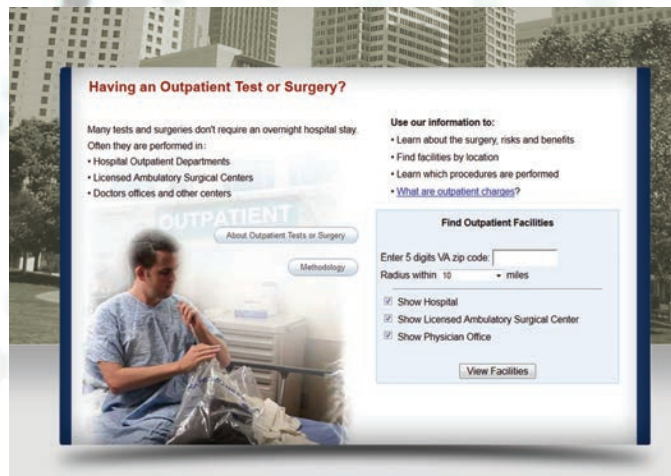 Having an Outpatient Test or Surgery?
Many tests and surgeries don't require an overnight hospital stay.
Often they are performed in:
• Hospital Outpatient Departments
• Licensed Ambulatory Surgical Centers
• Doctors offices and other centers
OUTPATIENT
About Outpatient Tests or Surgery
Methodology
Use our information to:
• Learn about the surgery, risks and benefits
• Find facilities by location
• Learn which procedures are performed
• What are outpatient charges?
Find Outpatient Facilities
Enter 5 digits VA zip code:
Radius within 10 miles
Show Hospital
Show Licensed Ambulatory Surgical Center
Show Physician Office
View Facilities